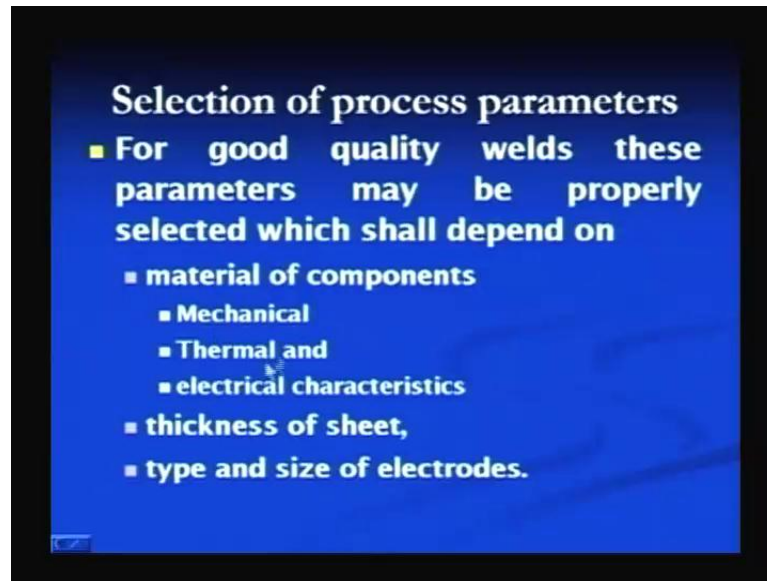 Selection of process parameters
For good quality welds these
parameters may be properly
selected which shall depend on
material of components
Mechanical
Thermal and
electrical characteristics
thickness of sheet,
type and size of electrodes.